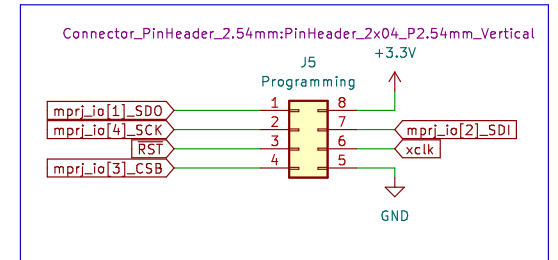 Connector_PinHeader_2.54mm:PinHeader_2x04_P2.54mm_Vertical
+3.3V
J5
Programming
mprj_io[1]_SDO 1 8
mprj_io[4]_SCK 2 7 mprj_io[2]_SDI
RST 3 6 xclk
mprj_io[3]_CSB 4 5
GND